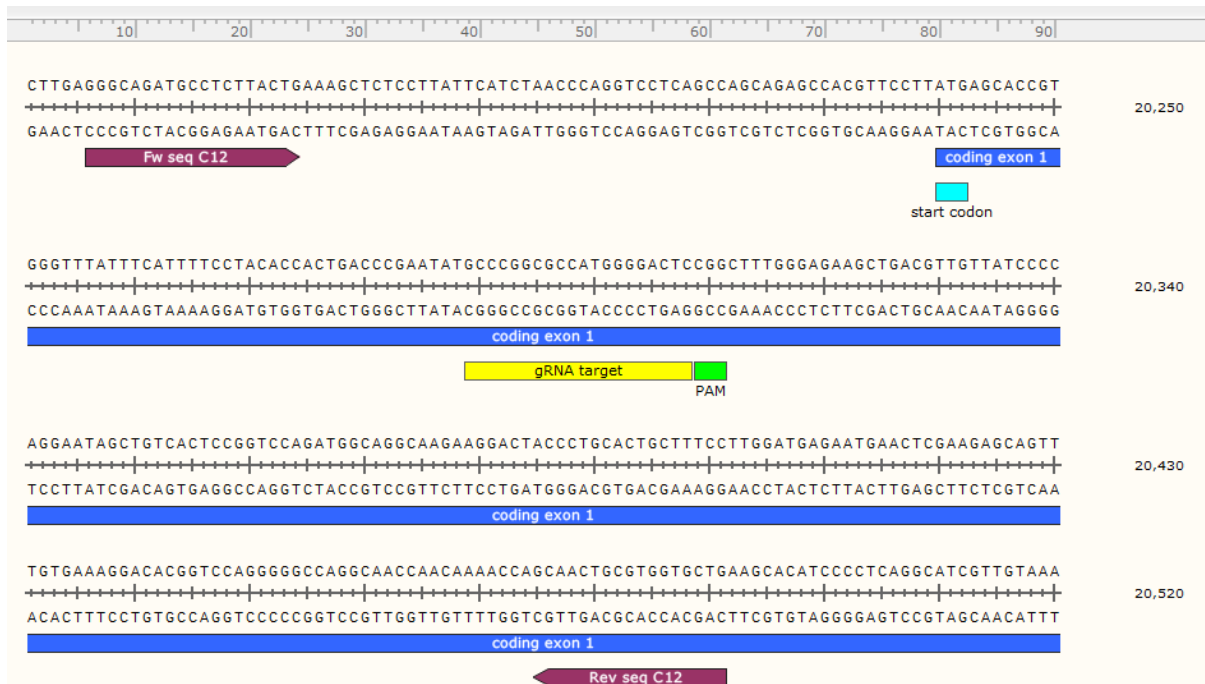 10 20 30 40 50 60 70 80 90
CTTGAGGGCAGATGCCTCTTACTGAAAGCTCTCCTTATTCATCTAACCCAGGTCCTCAGCCAGCAGAGCCACGTTCCTTATGAGCACCGT
20,250
GAACTCCCGTCTACGGAGAATGACTTTCGAGAGGAATAAGTAGATTGGGTCCAGGAGTCGGTCGTCTCGGTGCAAGGAATACTCGTGGCA
Fw seq C12 coding exon 1
start codon
GGGTTTATTTCATTTTCCTACACCACTGACCCGAATATGCCCGGCGCCATGGGGACTCCGGCTTTGGGAGAAGCTGACGTTGTTATCCCC
20,340
CCCAAATAAAGTAAAAGGATGTGGTGACTGGGCTTATACGGGCCGCGGTACCCCTGAGGCCGAAACCCTCTTCGACTGCAACAATAGGGG
coding exon 1
gRNA target
PAM
AGGAATAGCTGTCACTCCGGTCCAGATGGCAGGCAAGAAGGACTACCCTGCACTGCTTTCCTTGGATGAGAATGAACTCGAAGAGCAGTT
20,430
TCCTTATCGACAGTGAGGCCAGGTCTACCGTCCGTTCTTCCTGATGGGACGTGACGAAAGGAACCTACTCTTACTTGAGCTTCTCGTCAA
coding exon 1
TGTGAAAGGACACGGTCCAGGGGGCCAGGCAACCAACAAAACCAGCAACTGCGTGGTGCTGAAGCACATCCCCTCAGGCATCGTTGTAAA
20,520
ACACTTTCCTGTGCCAGGTCCCCCGGTCCGTTGGTTGTTTTGGTCGTTGACGCACCACGACTTCGTGTAGGGGAGTCCGTAGCAACATTT
coding exon 1
Rev seq C12